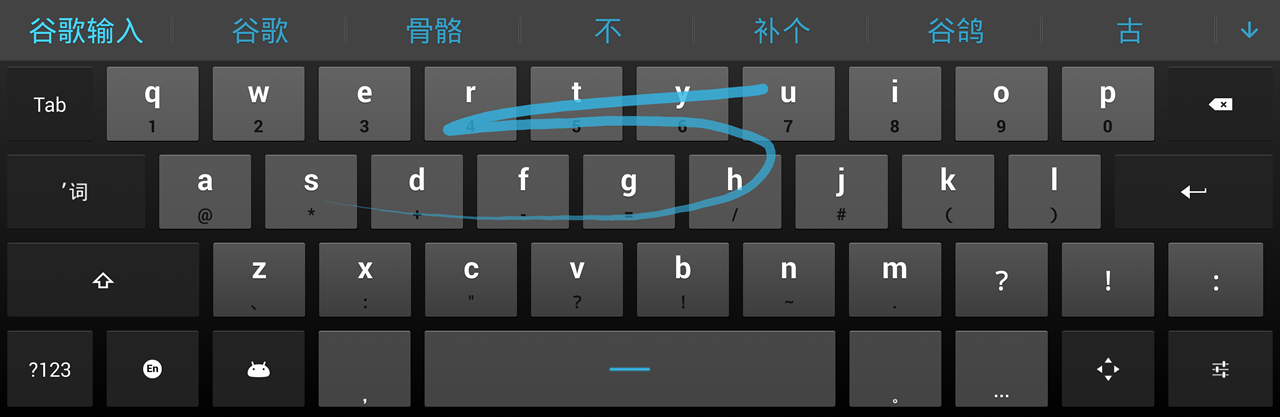 谷歌输入 谷歌 骨骼 不 补个 谷鸽 古
Tab q w e r t y u i o p
1 2 3 4 5 6 7 8 9 0
'词 a s d f g h j k l
@ * ÷ - = / # ( )
z x c v b n m ? ! :
、 : " ? ! ~ .
?123 En , 。 ...